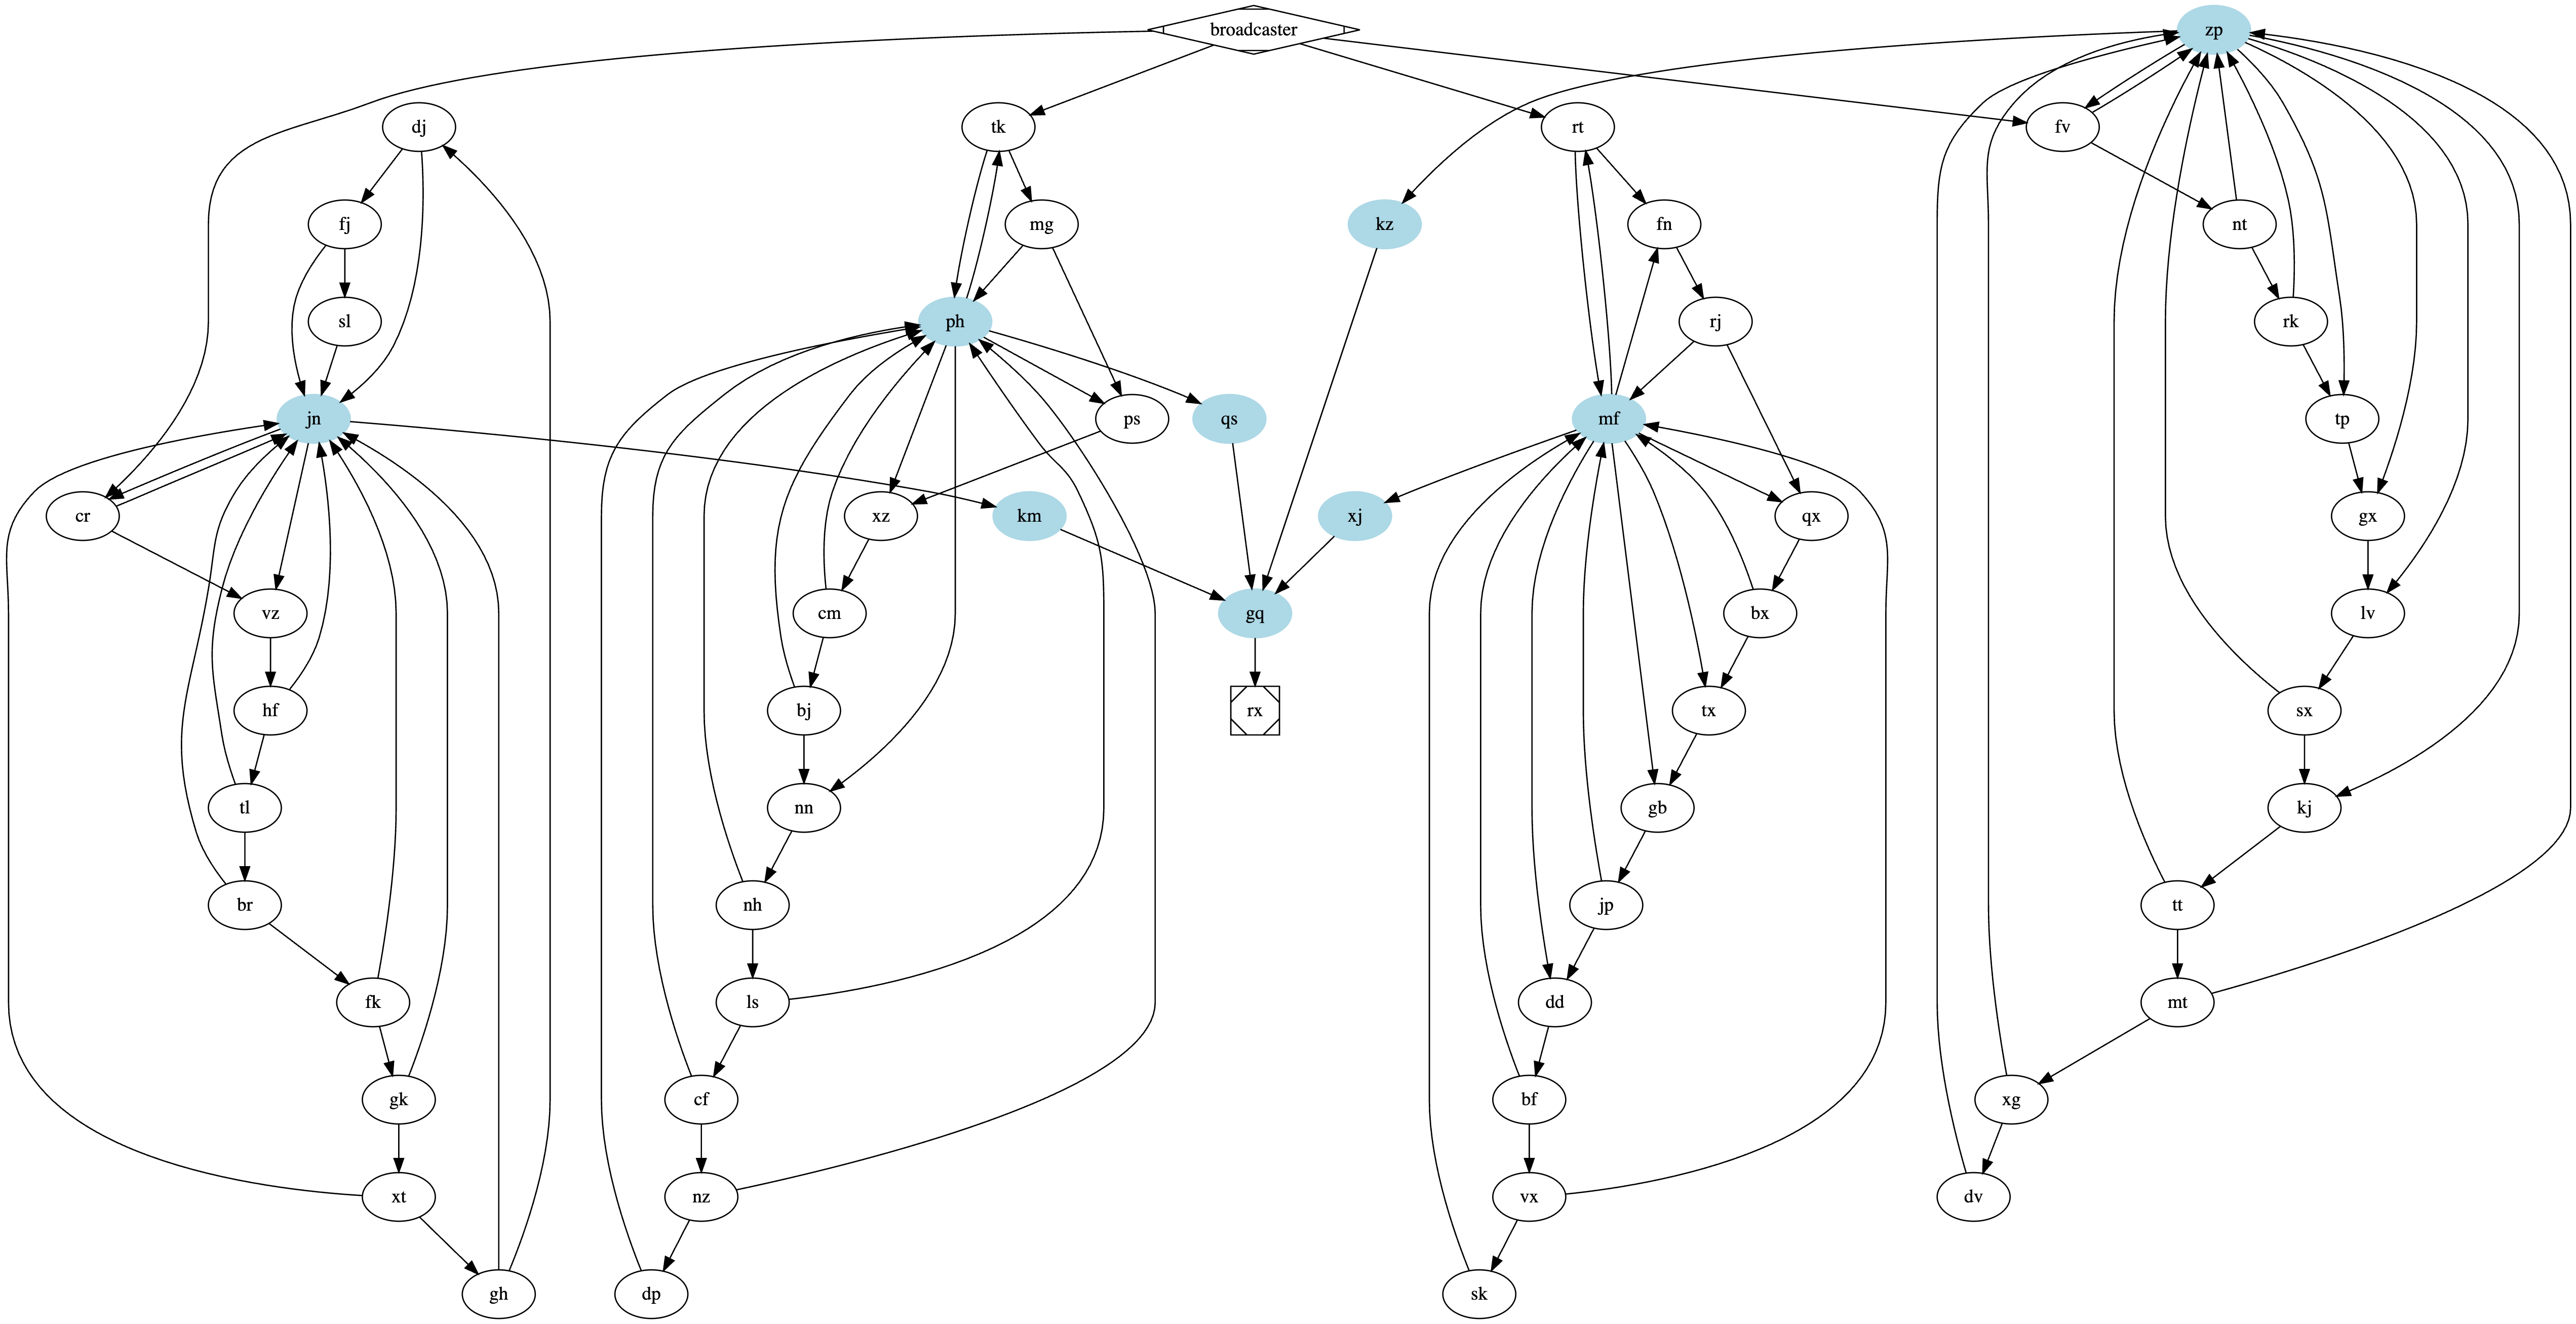 broadcaster
zp
dj
tk
rt
fv
fj
mg
kz
fn
nt
sl
ph
rj
rk
jn
ps
qs
mf
tp
cr
xz
km
xj
qx
gx
vz
cm
gq
bx
lv
hf
bj
rx
tx
sx
tl
nn
gb
kj
br
nh
jp
tt
fk
ls
dd
mt
gk
cf
bf
xg
xt
nz
vx
dv
gh
dp
sk